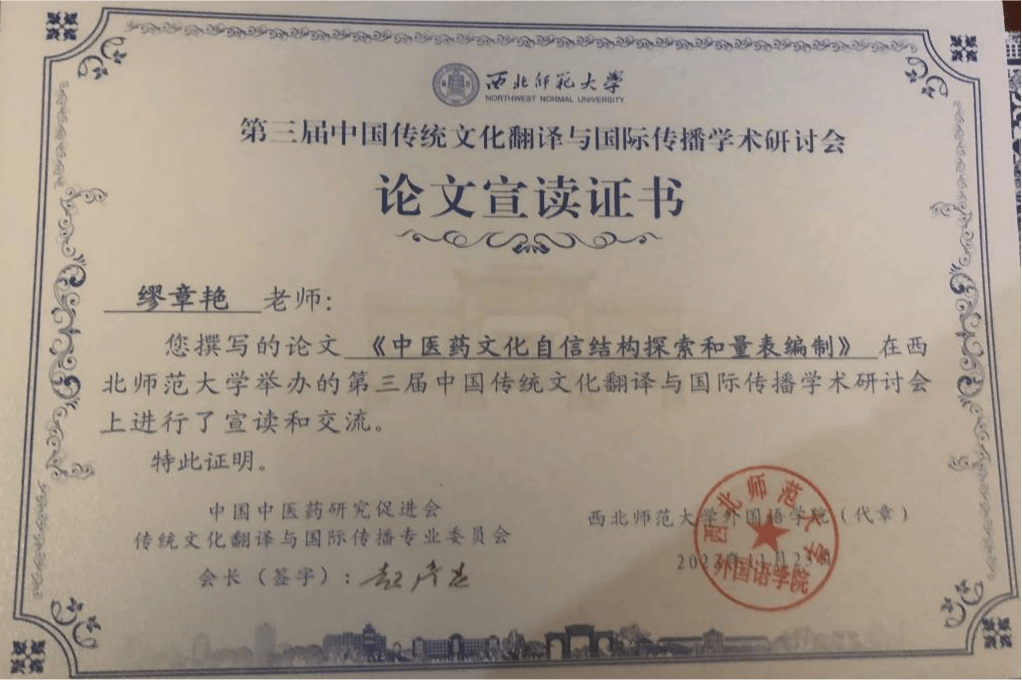 西北师范大学
NORTHWEST NORMAL UNIVERSITY
第三届中国传统文化翻译与国际传播学术研讨会
论文宣读证书
缪章艳 老师:
您撰写的论文《中医药文化自信结构探索和量表编制》在西
北师范大学举办的第三届中国传统文化翻译与国际传播学术研讨会
上进行了宣读和交流。
特此证明。
中国中医药研究促进会
传统文化翻译与国际传播专业委员会
会长（签字）:
西北师范大学外国语学院（代章）
西北师范大学
外国语学院